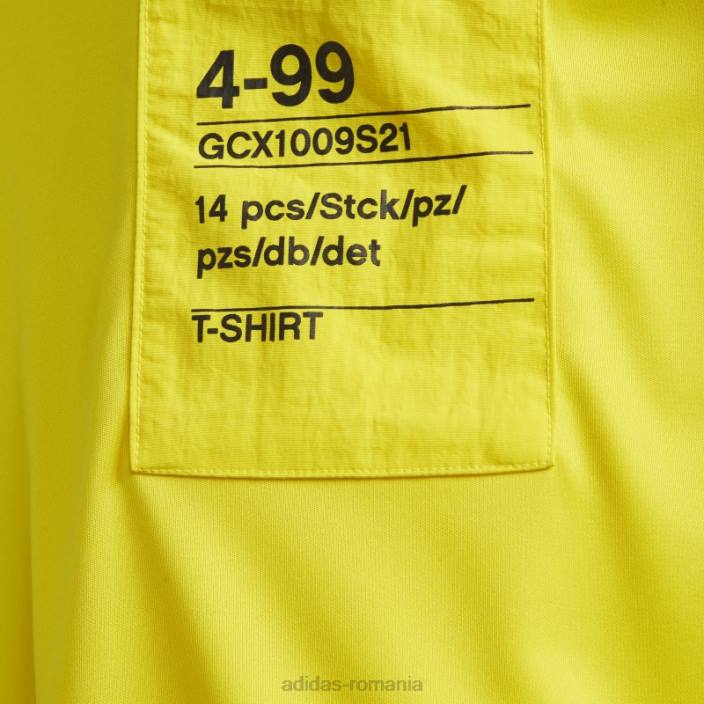 4-99
GCX1009S21
14 pcs/Stck/pz/
pzs/db/det
T-SHIRT
adidas-romania